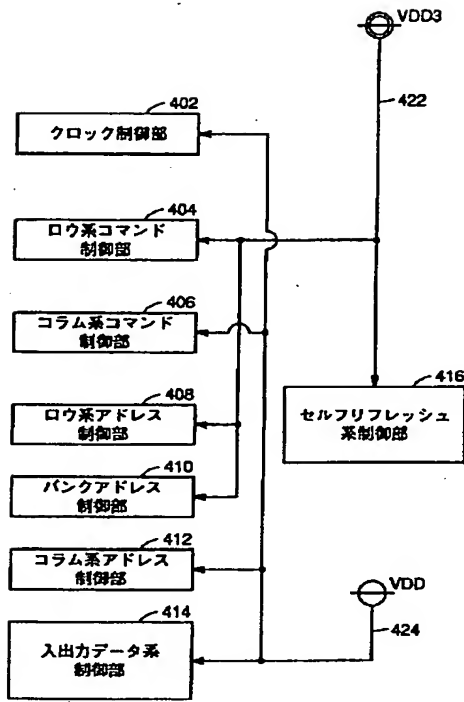 VDD3
422
402
クロック制御部
404
ロウ系コマンド
制御部
406
コラム系コマンド
制御部
408
ロウ系アドレス
制御部
416
セルフリフレッシュ
系制御部
410
バンクアドレス
制御部
412
コラム系アドレス
制御部
414
入出力データ系
制御部
VDD
424